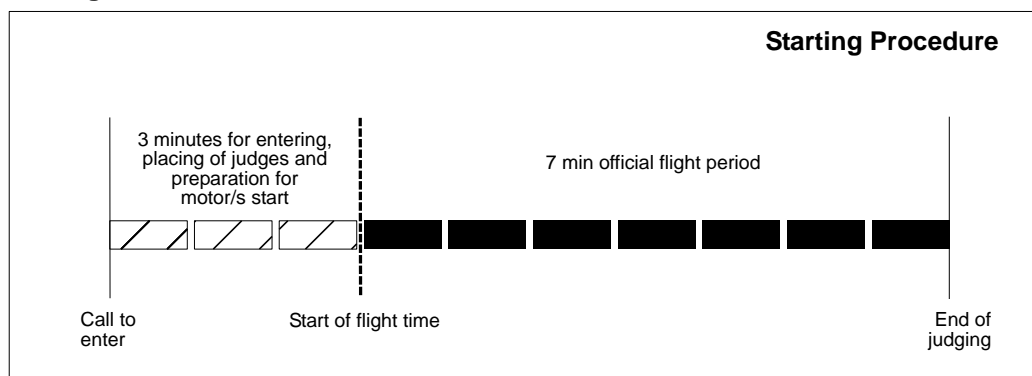 Starting Procedure
3 minutes for entering,
placing of judges and
preparation for
motor/s start
7 min official flight period
Call to
enter
Start of flight time
End of
judging